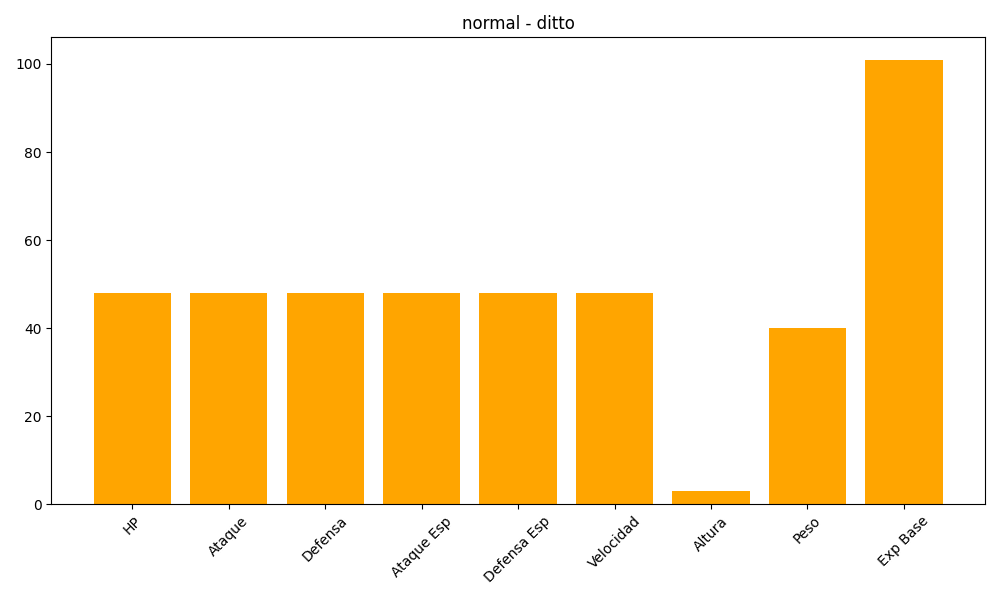 normal - ditto
100
80
60
40
20
0
HP
Ataque
Defensa
Ataque Esp
Defensa Esp
Velocidad
Altura
Peso
Exp Base